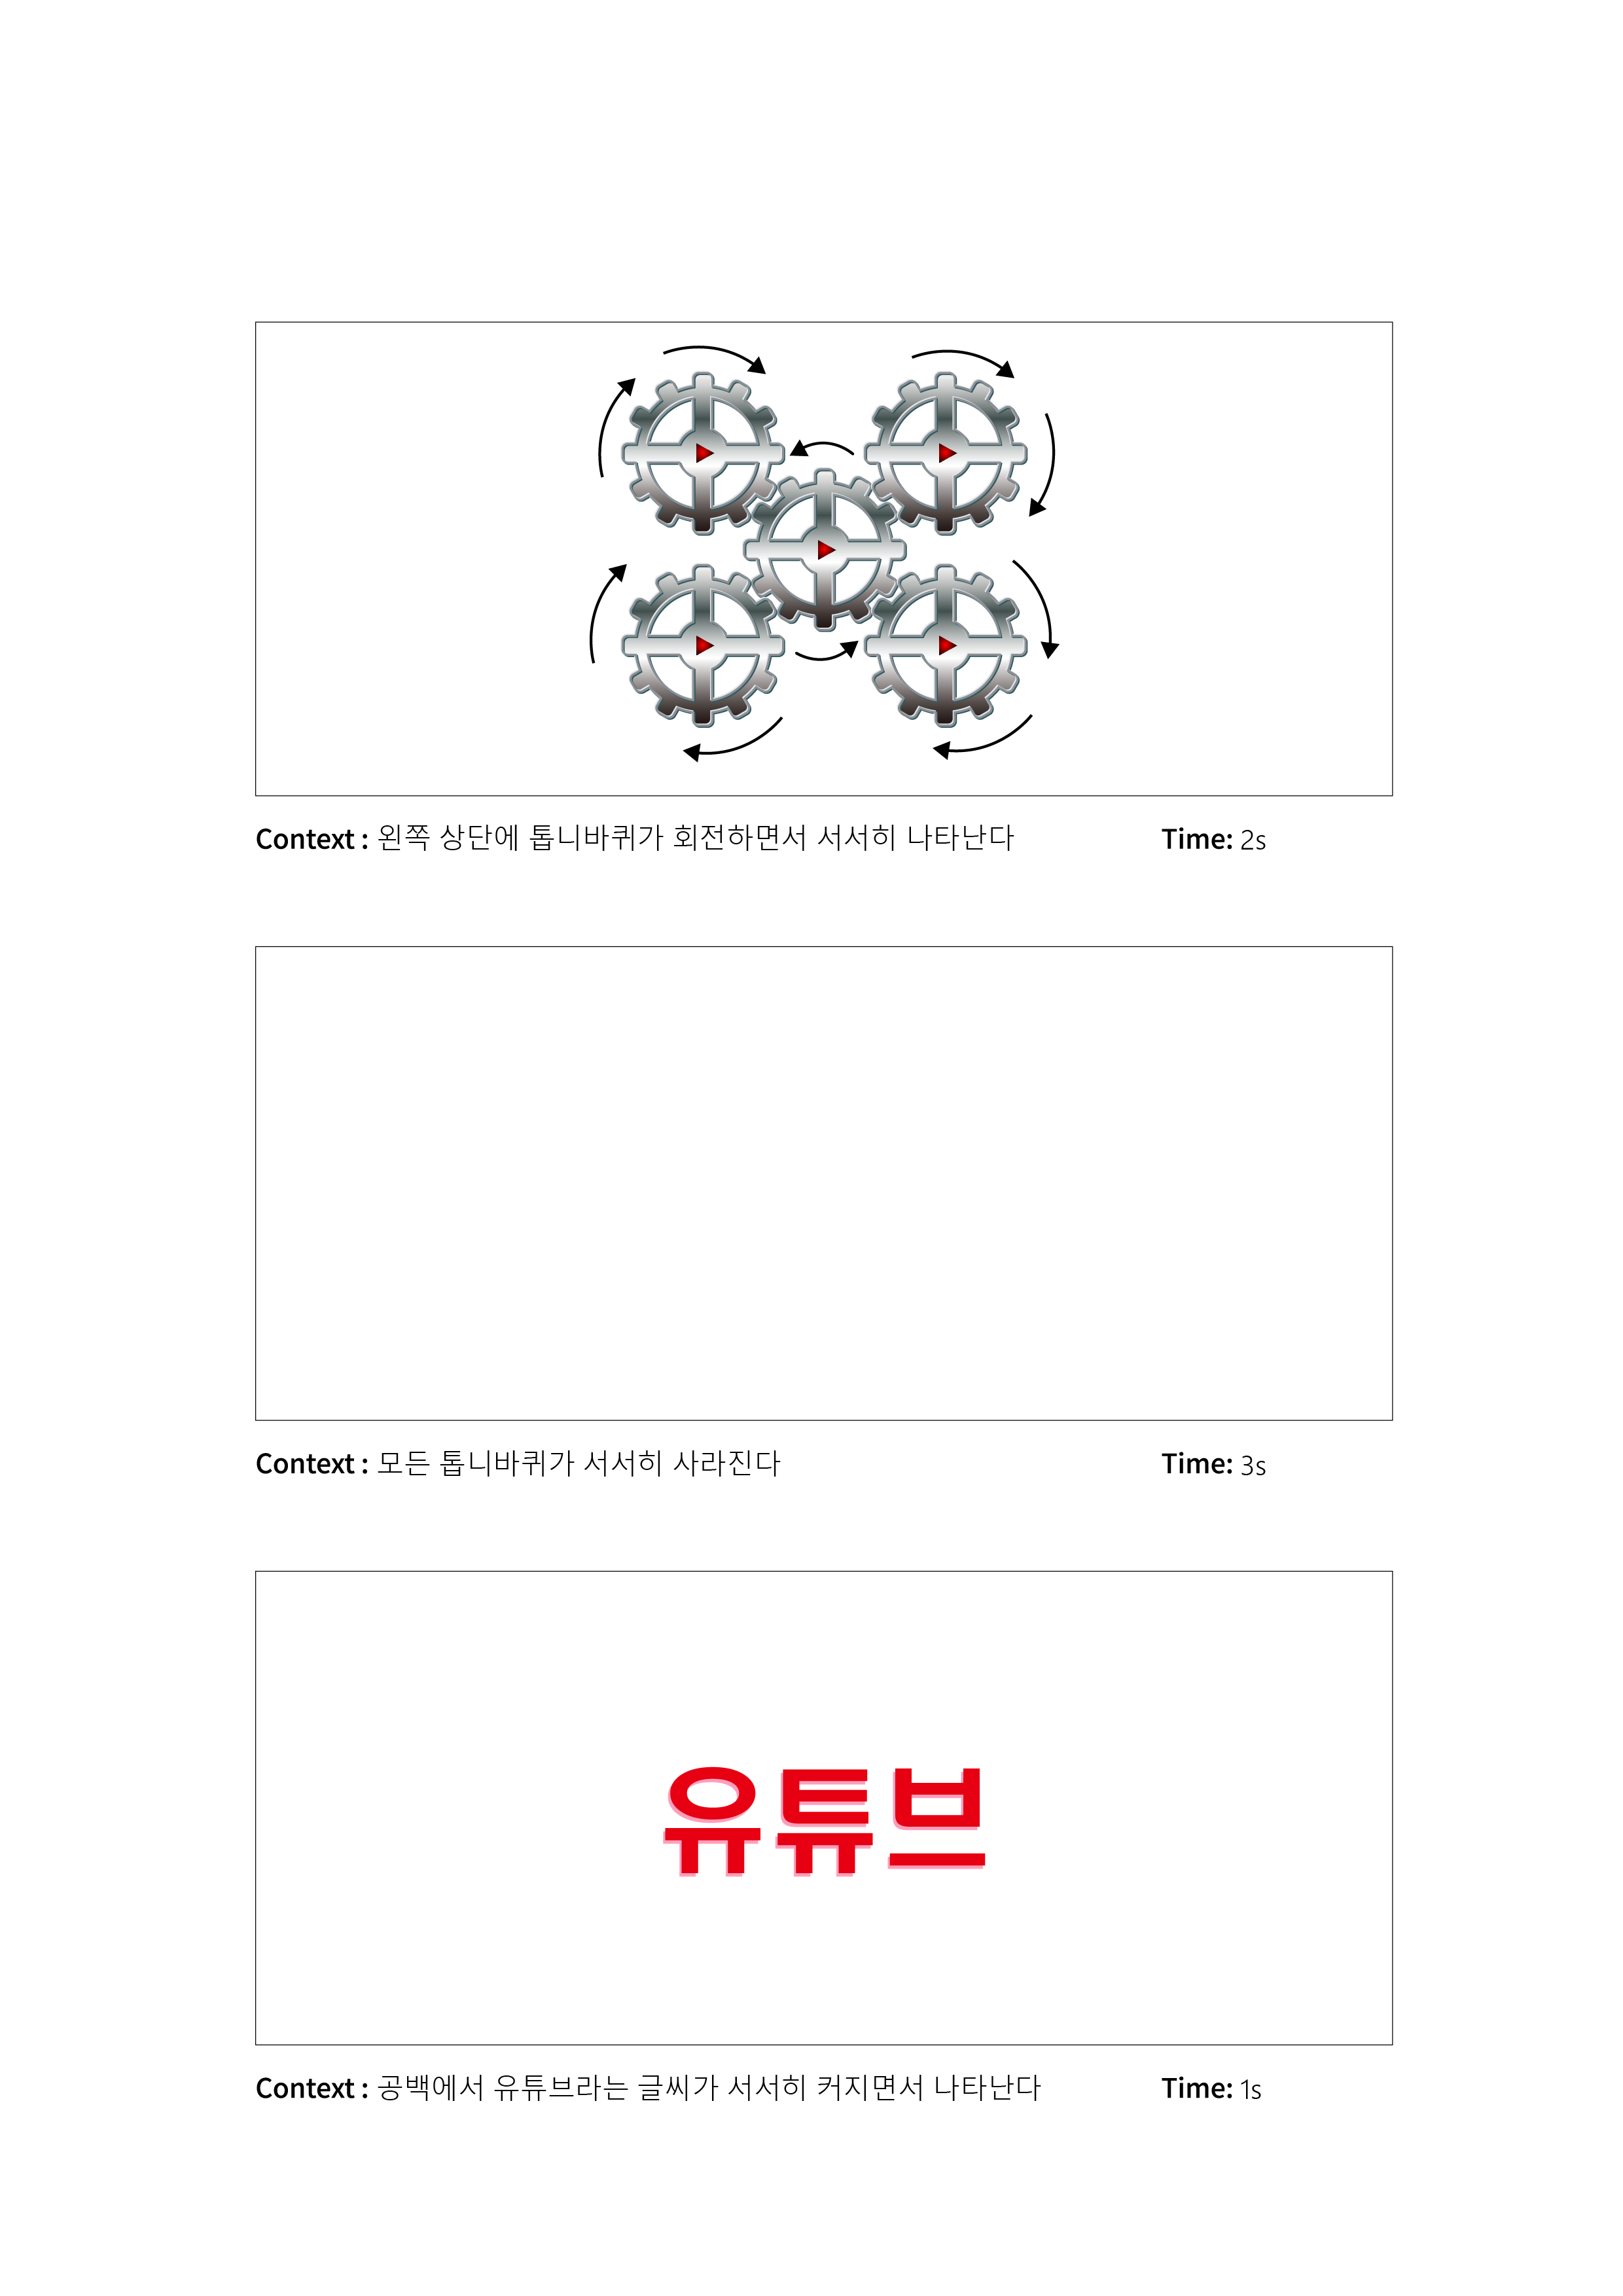 Context : 왼쪽 상단에 톱니바퀴가 회전하면서 서서히 나타난다 Time: 2s
Context : 모든 톱니바퀴가 서서히 사라진다 Time: 3s
유튜브
Context : 공백에서 유튜브라는 글씨가 서서히 커지면서 나타난다 Time: 1s